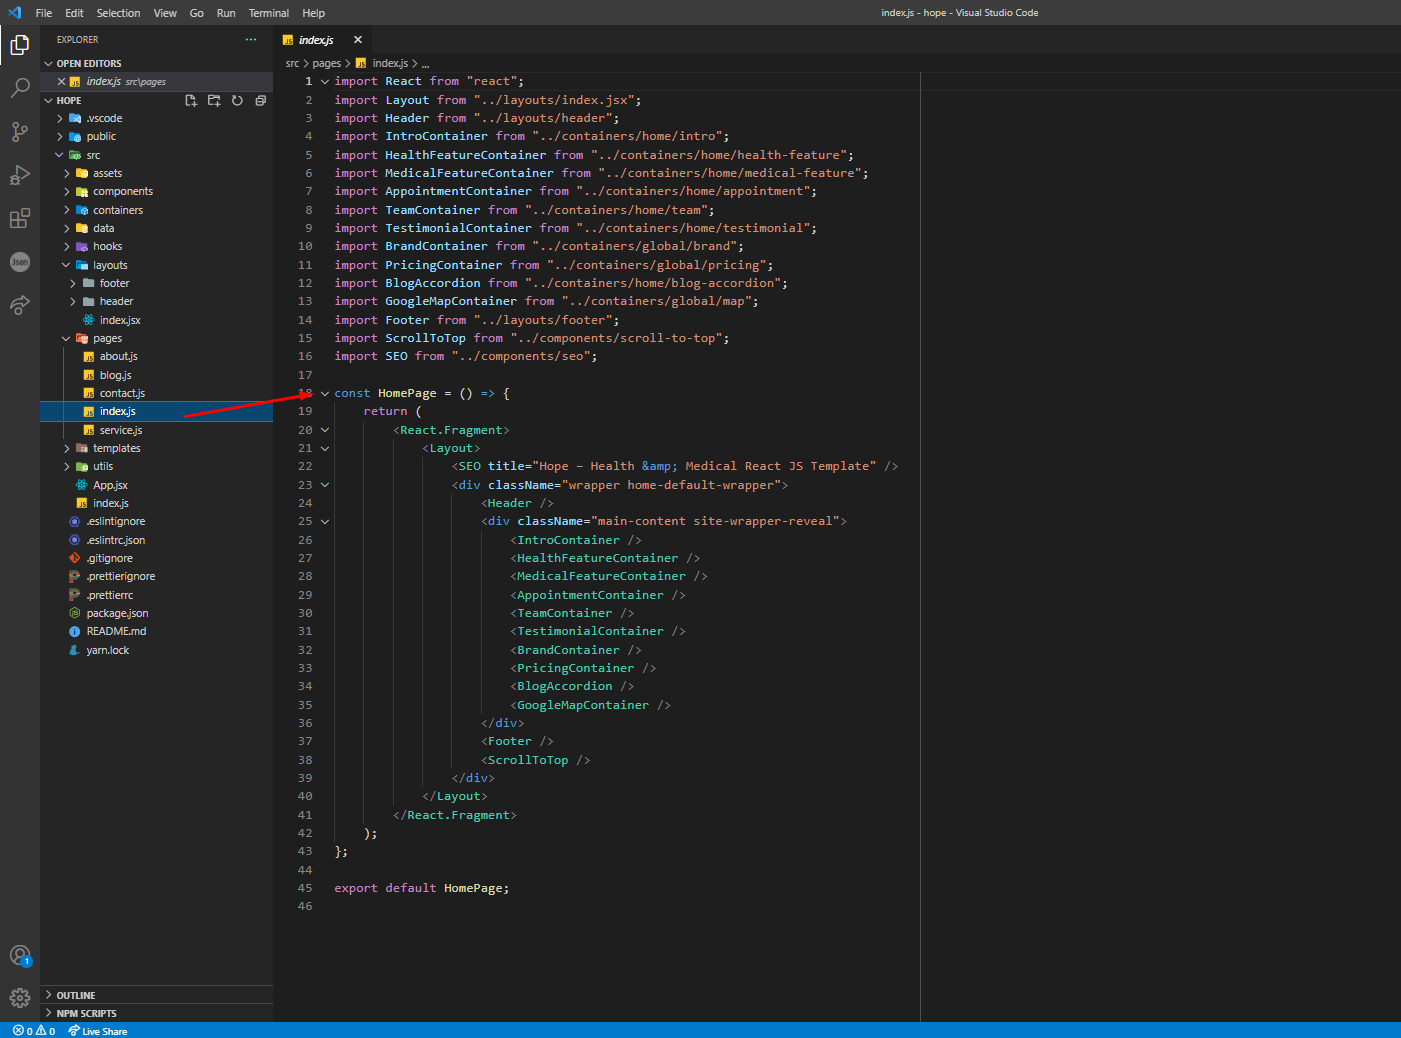 File Edit Selection View Go Run Terminal Help index.js - hope - Visual Studio Code
EXPLORER
OPEN EDITORS
index.js src\pages
HOPE
.vscode
public
src
assets
components
containers
data
hooks
layouts
footer
header
index.jsx
pages
about.js
blog.js
contact.js
index.js
service.js
templates
utils
App.jsx
index.js
.eslintignore
.eslintrc.json
.gitignore
.prettierignore
.prettierrc
package.json
README.md
yarn.lock
OUTLINE
NPM SCRIPTS
Json
1
index.js
src > pages > index.js > ...
1 import React from "react";
2 import Layout from "../layouts/index.jsx";
3 import Header from "../layouts/header";
4 import IntroContainer from "../containers/home/intro";
5 import HealthFeatureContainer from "../containers/home/health-feature";
6 import MedicalFeatureContainer from "../containers/home/medical-feature";
7 import AppointmentContainer from "../containers/home/appointment";
8 import TeamContainer from "../containers/home/team";
9 import TestimonialContainer from "../containers/home/testimonial";
10 import BrandContainer from "../containers/global/brand";
11 import PricingContainer from "../containers/global/pricing";
12 import BlogAccordion from "../containers/home/blog-accordion";
13 import GoogleMapContainer from "../containers/global/map";
14 import Footer from "../layouts/footer";
15 import ScrollToTop from "../components/scroll-to-top";
16 import SEO from "../components/seo";
17
18 const HomePage = () => {
19 return (
20 <React.Fragment>
21 <Layout>
22 <SEO title="Hope – Health &amp; Medical React JS Template" />
23 <div className="wrapper home-default-wrapper">
24 <Header />
25 <div className="main-content site-wrapper-reveal">
26 <IntroContainer />
27 <HealthFeatureContainer />
28 <MedicalFeatureContainer />
29 <AppointmentContainer />
30 <TeamContainer />
31 <TestimonialContainer />
32 <BrandContainer />
33 <PricingContainer />
34 <BlogAccordion />
35 <GoogleMapContainer />
36 </div>
37 <Footer />
38 <ScrollToTop />
39 </div>
40 </Layout>
41 </React.Fragment>
42 );
43 };
44
45 export default HomePage;
46
0 0 Live Share